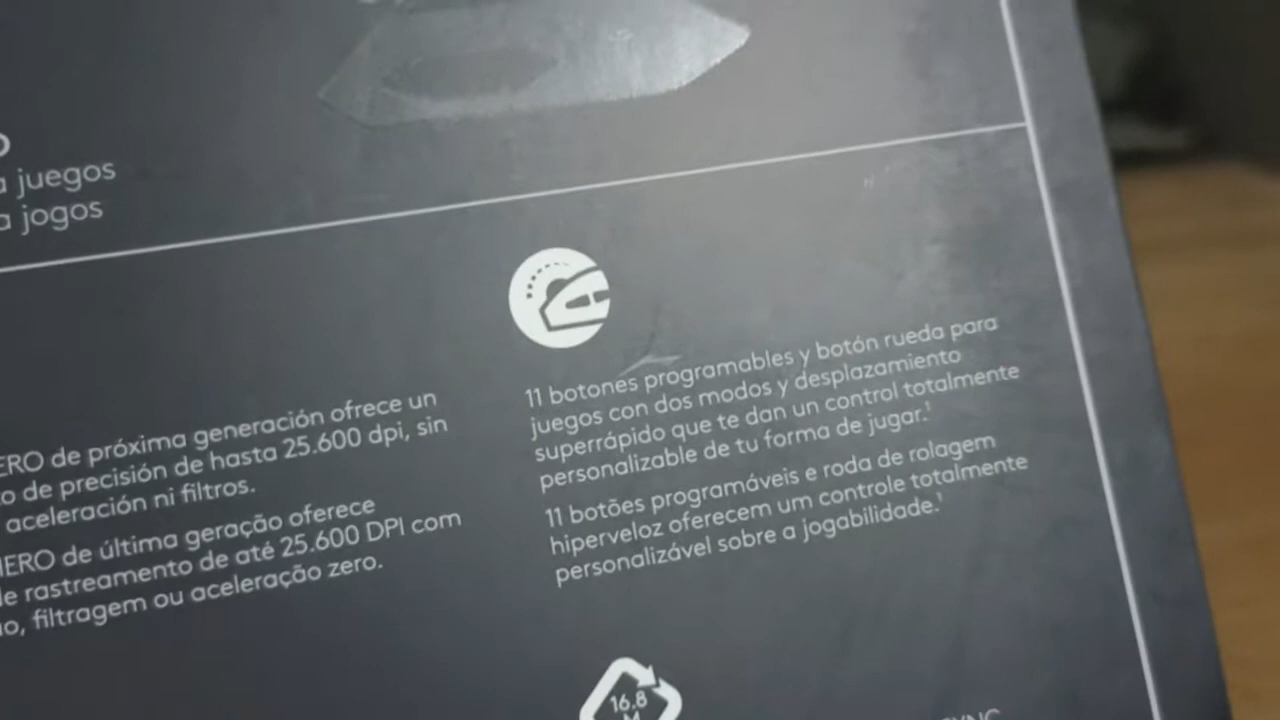 juegos
jogos
de próxima generación ofrece un
de precisión de hasta 25.600 dpi, sin
aceleración ni filtros.
de última geração oferece
rastreamento de até 25.600 DPI com
filtragem ou aceleração zero.
11 botones programables y botón rueda para
juegos con dos modos y desplazamiento
superrápido que te dan un control totalmente
personalizable de tu forma de jugar.¹
11 botões programáveis e roda de rolagem
hiperveloz oferecem um controle totalmente
personalizável sobre a jogabilidade.¹
16.8
M